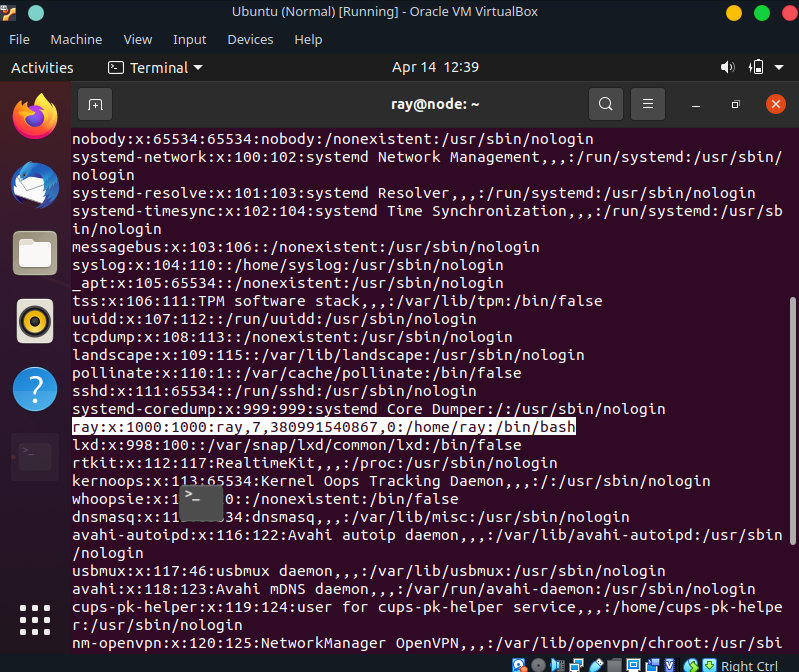 Ubuntu (Normal) [Running] - Oracle VM VirtualBox
File Machine View Input Devices Help
Activities Terminal Apr 14 12:39
ray@node: ~
nobody:x:65534:65534:nobody:/nonexistent:/usr/sbin/nologin
systemd-network:x:100:102:systemd Network Management,,,:/run/systemd:/usr/sbin/
nologin
systemd-resolve:x:101:103:systemd Resolver,,,:/run/systemd:/usr/sbin/nologin
systemd-timesync:x:102:104:systemd Time Synchronization,,,:/run/systemd:/usr/sb
in/nologin
messagebus:x:103:106::/nonexistent:/usr/sbin/nologin
syslog:x:104:110::/home/syslog:/usr/sbin/nologin
_apt:x:105:65534::/nonexistent:/usr/sbin/nologin
tss:x:106:111:TPM software stack,,,:/var/lib/tpm:/bin/false
uuidd:x:107:112::/run/uuidd:/usr/sbin/nologin
tcpdump:x:108:113::/nonexistent:/usr/sbin/nologin
landscape:x:109:115::/var/lib/landscape:/usr/sbin/nologin
pollinate:x:110:1::/var/cache/pollinate:/bin/false
sshd:x:111:65534::/run/sshd:/usr/sbin/nologin
systemd-coredump:x:999:999:systemd Core Dumper:/:/usr/sbin/nologin
ray:x:1000:1000:ray,7,380991540867,0:/home/ray:/bin/bash
lxd:x:998:100::/var/snap/lxd/common/lxd:/bin/false
rtkit:x:112:117:RealtimeKit,,,:/proc:/usr/sbin/nologin
kernoops:x:113:65534:Kernel Oops Tracking Daemon,,,:/:/usr/sbin/nologin
whoopsie:x:1 0::/nonexistent:/bin/false
dnsmasq:x:11 34:dnsmasq,,,:/var/lib/misc:/usr/sbin/nologin
avahi-autoipd:x:116:122:Avahi autoip daemon,,,:/var/lib/avahi-autoipd:/usr/sbin
/nologin
usbmux:x:117:46:usbmux daemon,,,:/var/lib/usbmux:/usr/sbin/nologin
avahi:x:118:123:Avahi mDNS daemon,,,:/var/run/avahi-daemon:/usr/sbin/nologin
cups-pk-helper:x:119:124:user for cups-pk-helper service,,,:/home/cups-pk-helpe
r:/usr/sbin/nologin
nm-openvpn:x:120:125:NetworkManager OpenVPN,,,:/var/lib/openvpn/chroot:/usr/sbi
Right Ctrl